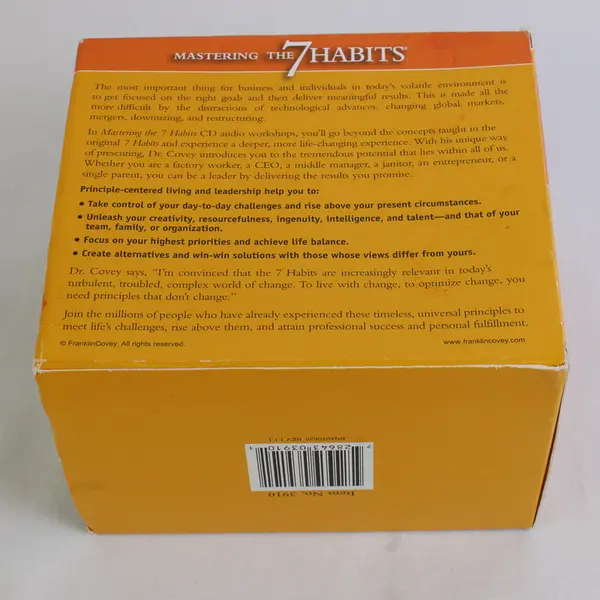 MASTERING THE 7 HABITS®
The most important thing for business and individuals in today's volatile environment is
to get focused on the right goals and then deliver meaningful results. This is made all the
more difficult by the distractions of technological advances, changing global, markets,
mergers, downsizing, and restructuring.
In Mastering the 7 Habits CD audio workshops, you'll go beyond the concepts taught in the
original 7 Habits and experience a deeper, more life-changing experience. With his unique way
of presenting, Dr. Covey introduces you to the tremendous potential that lies within all of us.
Whether you are a factory worker, a CEO, a middle manager, a janitor, an entrepreneur, or a
single parent, you can be a leader by delivering the results you promise.
Principle-centered living and leadership help you to:
• Take control of your day-to-day challenges and rise above your present circumstances.
• Unleash your creativity, resourcefulness, ingenuity, intelligence, and talent—and that of your
team, family, or organization.
• Focus on your highest priorities and achieve life balance.
• Create alternatives and win-win solutions with those whose views differ from yours.
Dr. Covey says, "I'm convinced that the 7 Habits are increasingly relevant in today's
turbulent, troubled, complex world of change. To live with change, to optimize change, you
need principles that don't change."
Join the millions of people who have already experienced these timeless, universal principles to
meet life's challenges, rise above them, and attain professional success and personal fulfillment.
© FranklinCovey. All rights reserved.
www.franklincovey.com
Item No. 3910
7 28643 03910 1